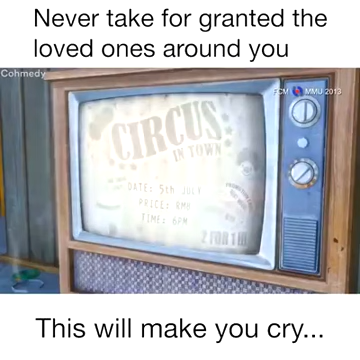 Never take for granted the
loved ones around you
Cohmedy
FCM MMU 2013
CIRCUS
IN TOWN
DATE: 5th JULY
PRICE: RM1
TIME: 6PM
2 FOR 1
This will make you cry...